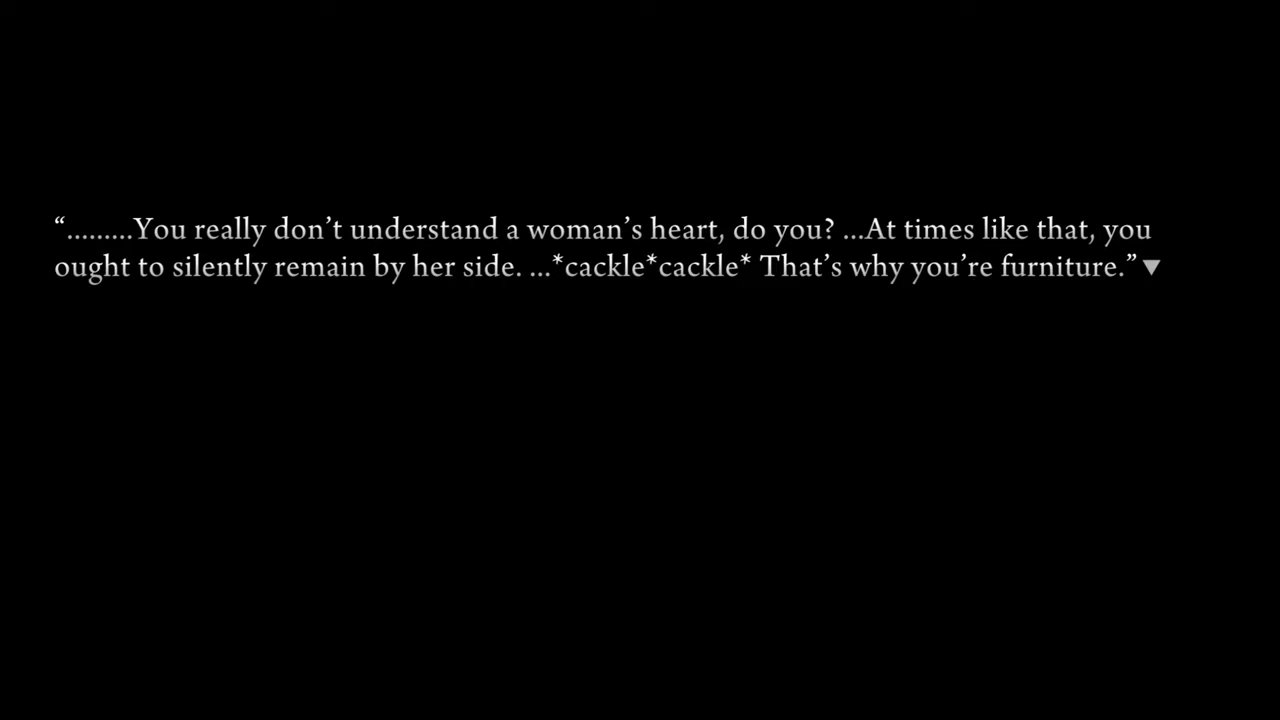 “.........You really don’t understand a woman’s heart, do you? ...At times like that, you
ought to silently remain by her side. ...*cackle*cackle* That’s why you’re furniture.”